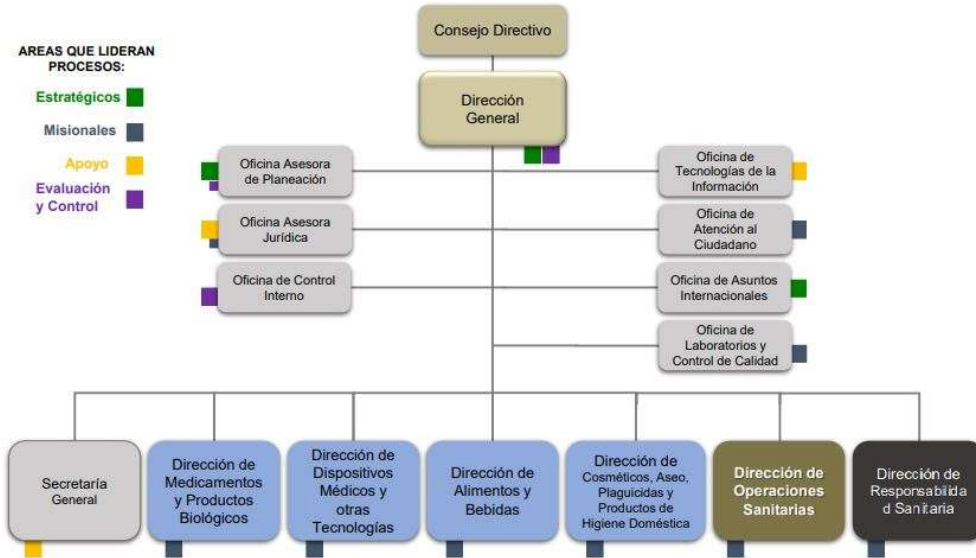 Consejo Directivo
AREAS QUE LIDERAN
PROCESOS:
Estratégicos
Misionales
Apoyo
Evaluación
y Control
Dirección
General
Oficina Asesora
de Planeación
Oficina de
Tecnologías de la
Información
Oficina Asesora
Jurídica
Oficina de
Atención al
Ciudadano
Oficina de Control
Interno
Oficina de Asuntos
Internacionales
Oficina de
Laboratorios y
Control de Calidad
Secretaría
General
Dirección de
Medicamentos
y Productos
Biológicos
Dirección de
Dispositivos
Médicos y
otras
Tecnologías
Dirección de
Alimentos y
Bebidas
Dirección de
Cosméticos, Aseo,
Plaguicidas y
Productos de
Higiene Doméstica
Dirección de
Operaciones
Sanitarias
Dirección de
Responsabilida
d Sanitaria